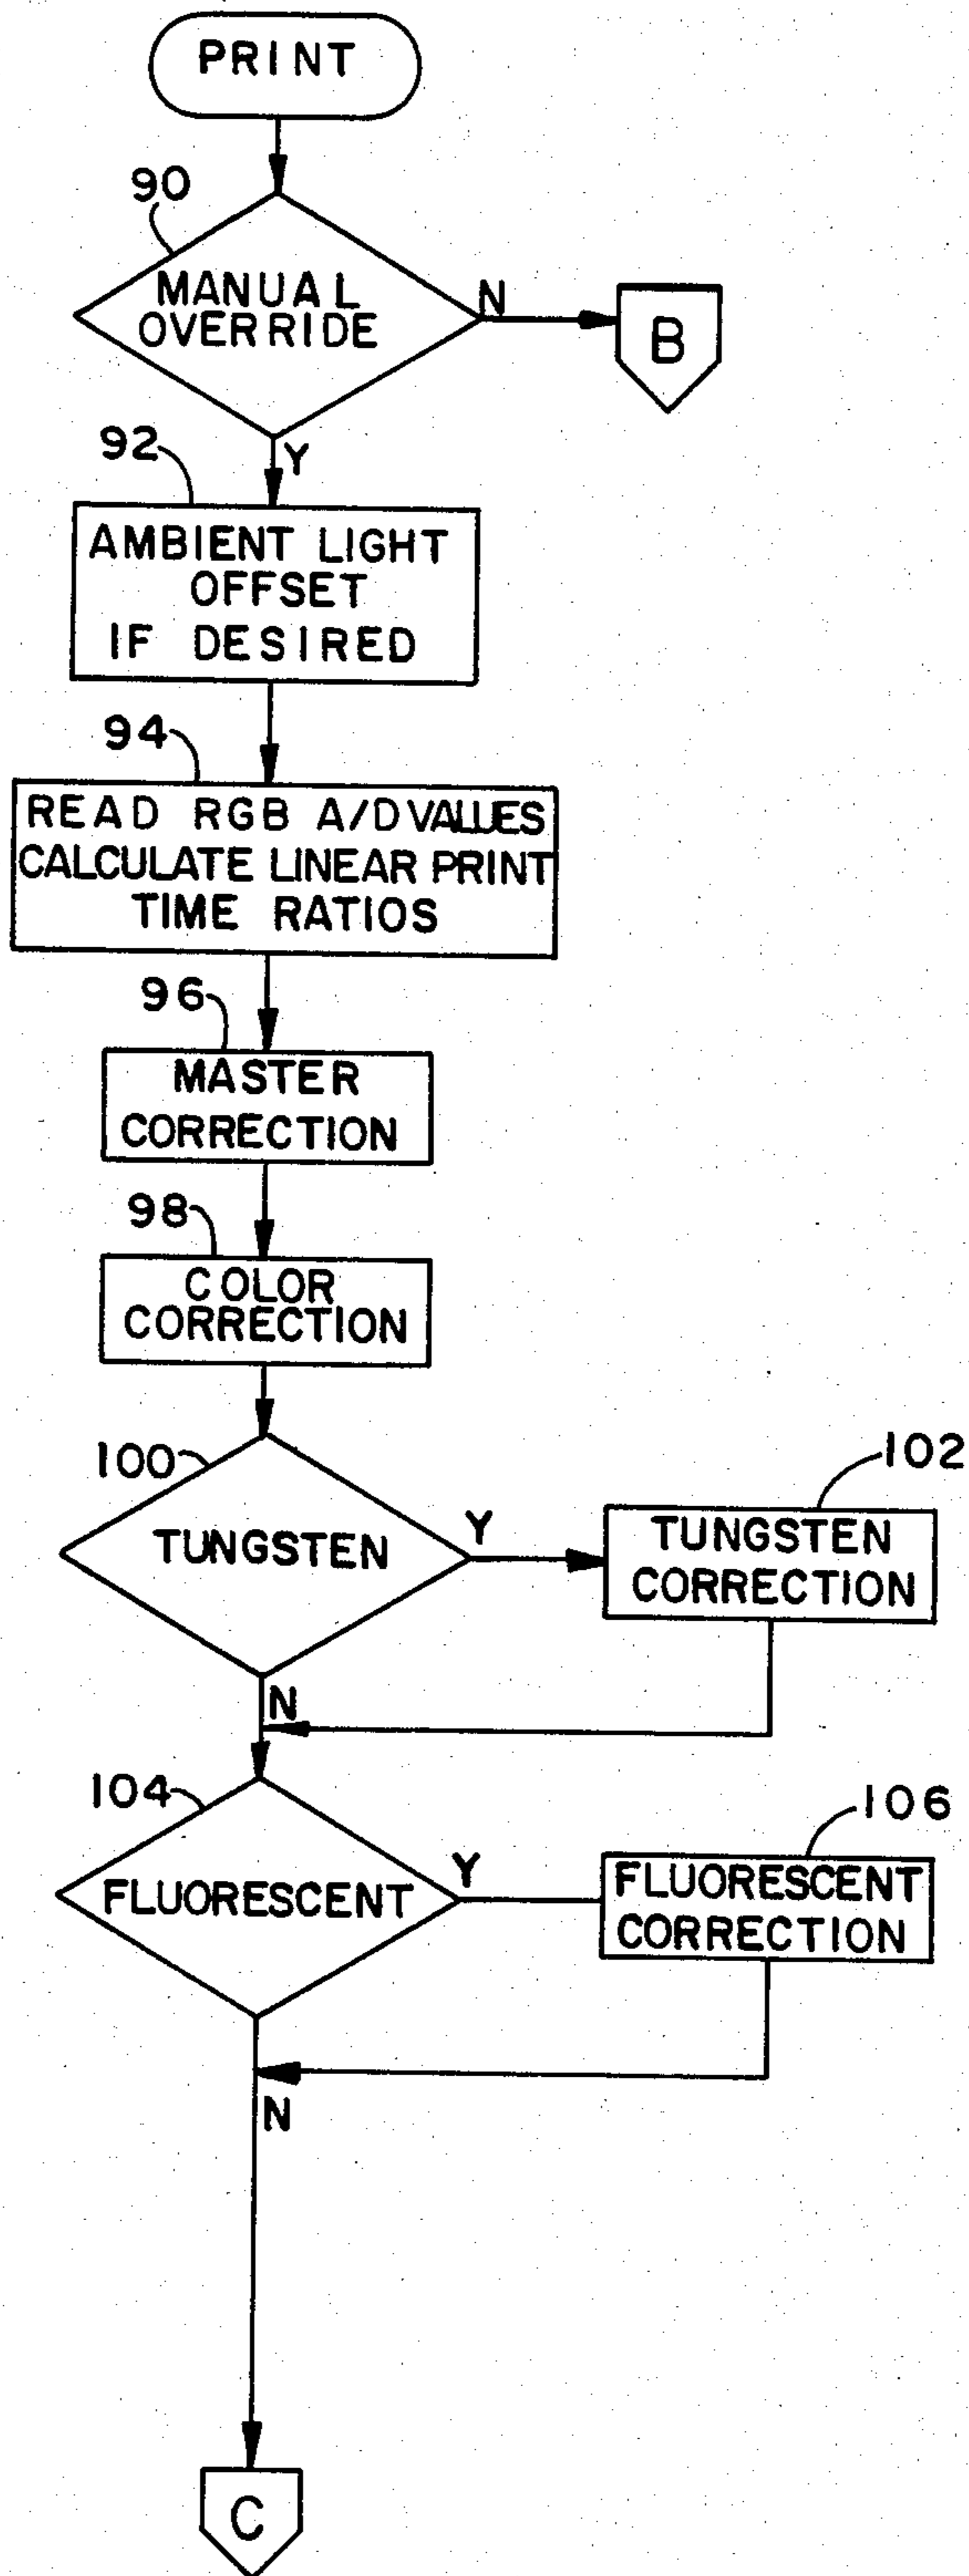 PRINT
90
MANUAL
OVERRIDE
N
B
Y
92
AMBIENT LIGHT
OFFSET
IF DESIRED
94
READ RGB A/D VALUES
CALCULATE LINEAR PRINT
TIME RATIOS
96
MASTER
CORRECTION
98
COLOR
CORRECTION
100
TUNGSTEN
Y
102
TUNGSTEN
CORRECTION
N
104
FLUORESCENT
Y
106
FLUORESCENT
CORRECTION
N
C